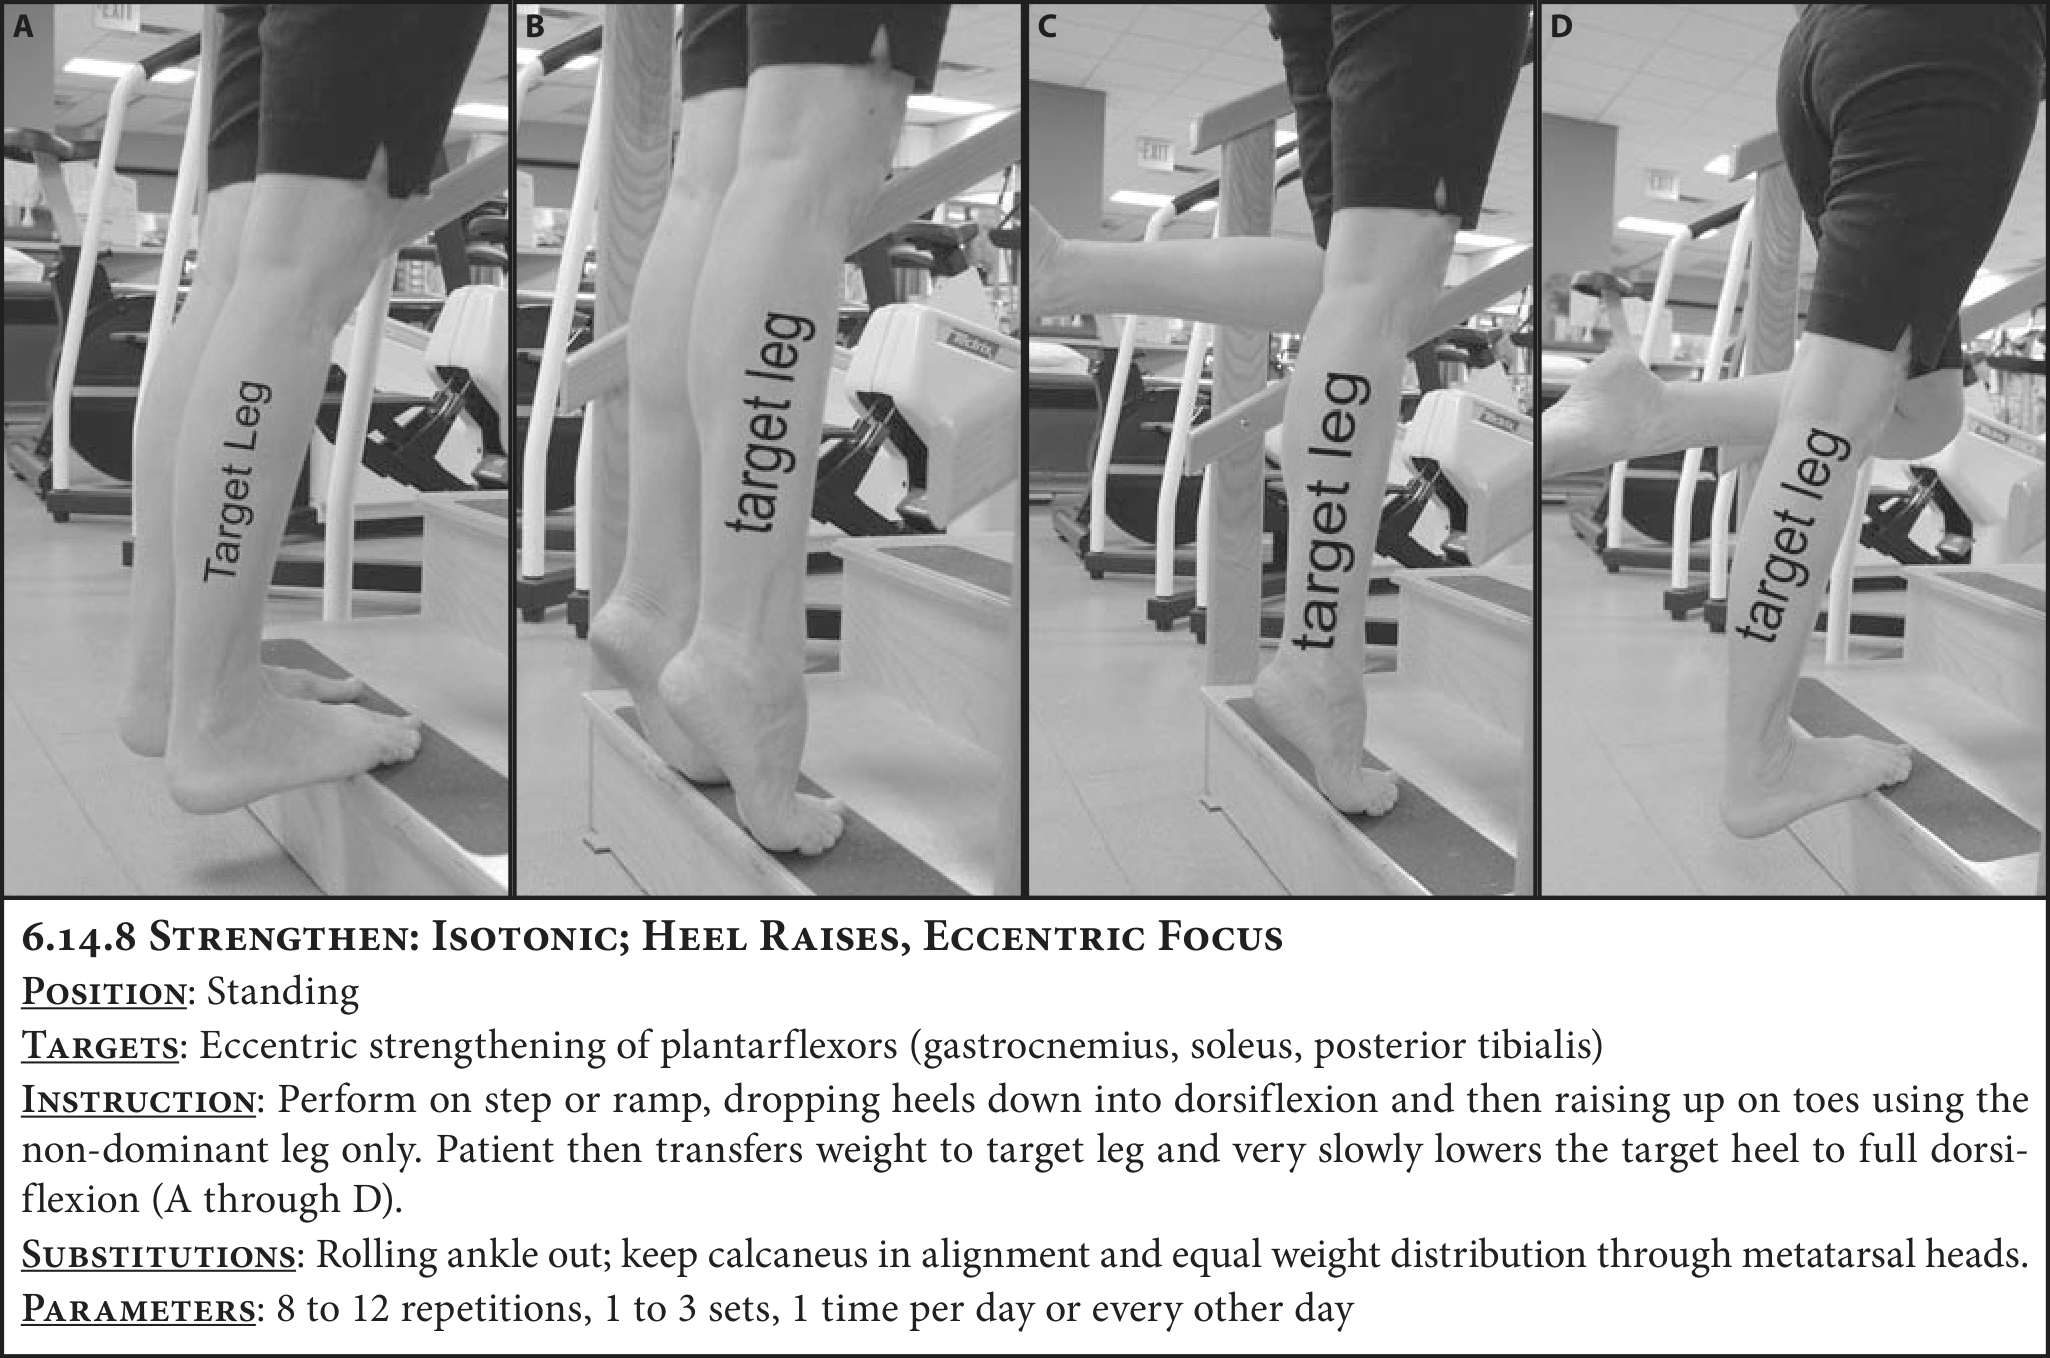 A
B
C
D
EXIT
EXIT
EXIT
Target Leg
target leg
target leg
target leg
6.14.8 Strengthen: Isotonic; Heel Raises, Eccentric Focus
Position: Standing
Targets: Eccentric strengthening of plantarflexors (gastrocnemius, soleus, posterior tibialis)
Instruction: Perform on step or ramp, dropping heels down into dorsiflexion and then raising up on toes using the
non-dominant leg only. Patient then transfers weight to target leg and very slowly lowers the target heel to full dorsi-
flexion (A through D).
Substitutions: Rolling ankle out; keep calcaneus in alignment and equal weight distribution through metatarsal heads.
Parameters: 8 to 12 repetitions, 1 to 3 sets, 1 time per day or every other day